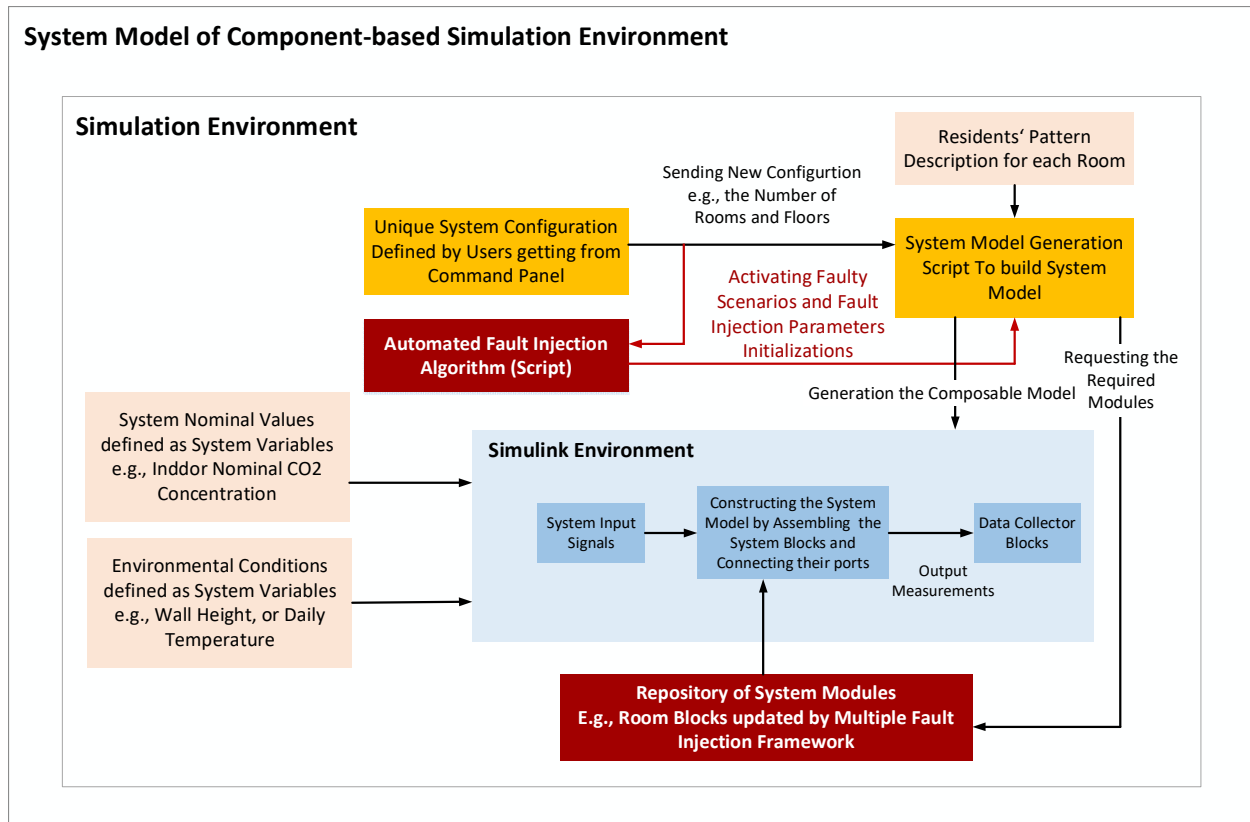 System Model of Component-based Simulation Environment
Simulation Environment
Residents‘ Pattern
Description for each Room
Sending New Configurtion
e.g., the Number of
Rooms and Floors
Unique System Configuration
Defined by Users getting from
Command Panel
System Model Generation
Script To build System
Model
Activating Faulty
Scenarios and Fault
Injection Parameters
Initializations
Automated Fault Injection
Algorithm (Script)
Requesting the
Required
Modules
Generation the Composable Model
System Nominal Values
defined as System Variables
e.g., Inddor Nominal CO2
Concentration
Simulink Environment
System Input
Signals
Constructing the System
Model by Assembling the
System Blocks and
Connecting their ports
Data Collector
Blocks
Output
Measurements
Environmental Conditions
defined as System Variables
e.g., Wall Height, or Daily
Temperature
Repository of System Modules
E.g., Room Blocks updated by Multiple Fault
Injection Framework